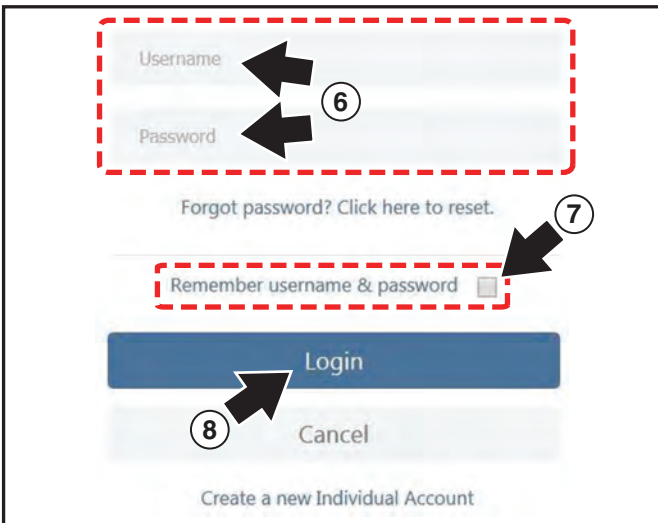 Username
6
Password
Forgot password? Click here to reset.
7
Remember username & password
Login
8
Cancel
Create a new Individual Account